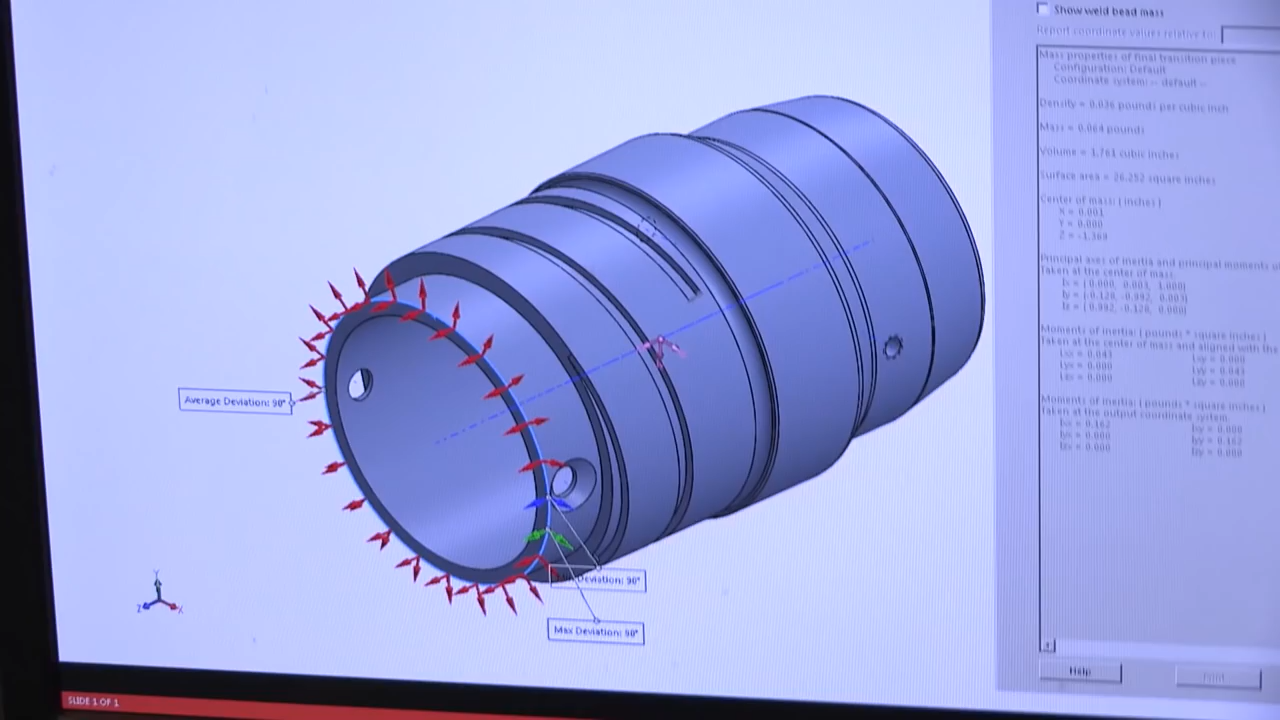 Show weld bead mass
Report coordinate values relative to:
Mass properties of final transition piece
Configuration: Default
Coordinate system: -- default --
Density = 0.036 pounds per cubic inch
Mass = 0.064 pounds
Volume = 1.761 cubic inches
Surface area = 26.252 square inches
Center of mass: ( inches )
X = 0.001
Y = 0.000
Z = -1.369
Principal axes of inertia and principal moments of
Taken at the center of mass.
Moments of inertia: ( pounds * square inches )
Taken at the center of mass and aligned with the
Moments of inertia: ( pounds * square inches )
Taken at the output coordinate system.
Help
Print
Average Deviation: 90°
Deviation: 90°
Max Deviation: 90°
Y
Z
X
SLIDE 1 OF 1